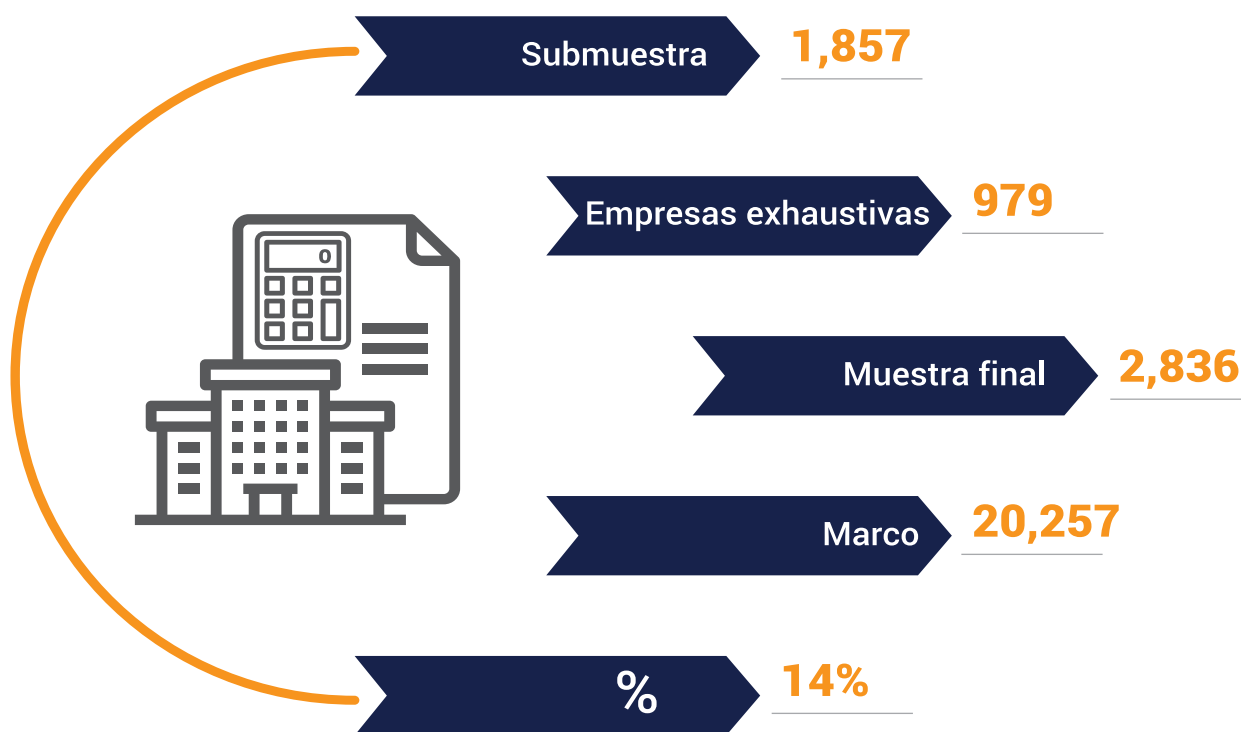 Submuestra 1,857
Empresas exhaustivas 979
0
Muestra final 2,836
Marco 20,257
% 14%